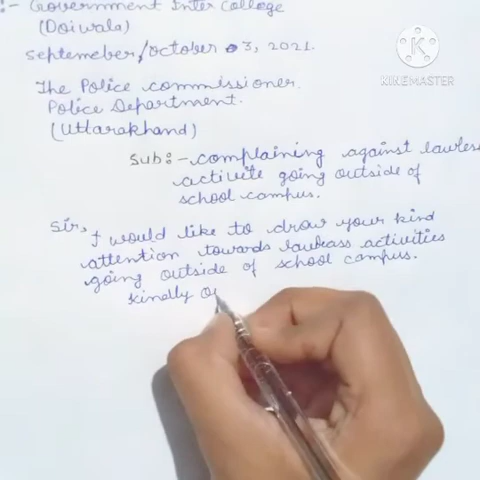 :- Government Inter College
(Doiwala)
septemeber/october 3, 2021.
The Police commissioner.
Police Department.
(Uttarakhand)
Sub:- complaining against lawless
activite going outside of
school campus.
Sir, I would like to draw your kind
attention towards lawleass activities
going outside of school campus.
kindly
KINEMASTER